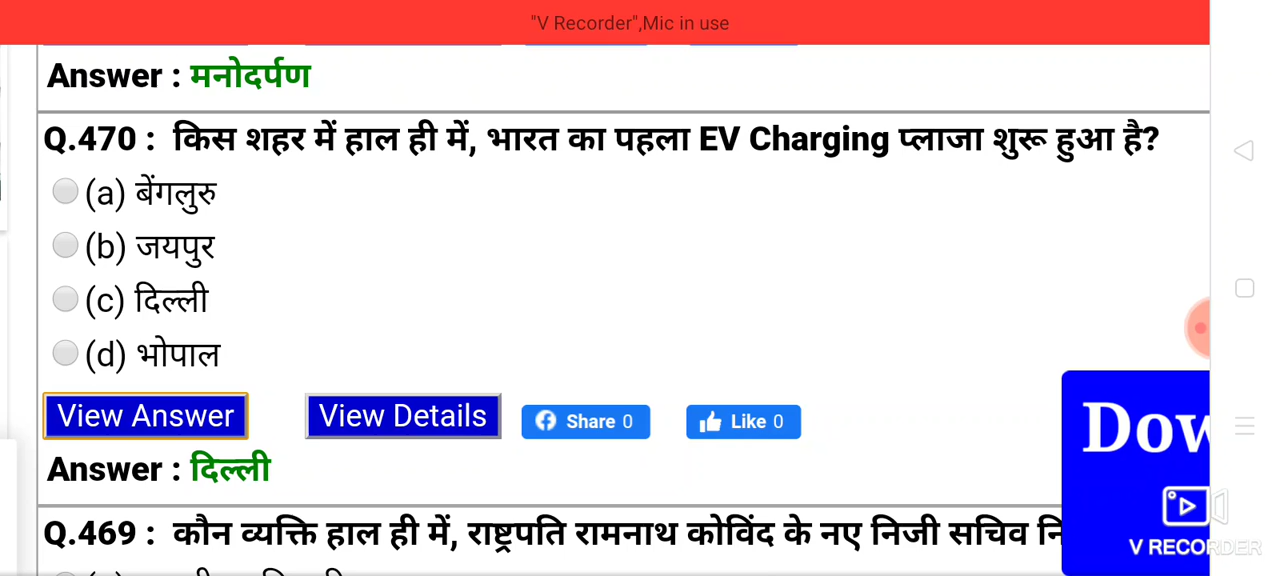 "V Recorder",Mic in use
Answer : मनोदर्पण
Q.470 : किस शहर में हाल ही में, भारत का पहला EV Charging प्लाजा शुरू हुआ है?
(a) बेंगलुरु
(b) जयपुर
(c) दिल्ली
(d) भोपाल
View Answer View Details Share 0 Like 0
Answer : दिल्ली
Q.469 : कौन व्यक्ति हाल ही में, राष्ट्रपति रामनाथ कोविंद के नए निजी सचिव
V RECORDER